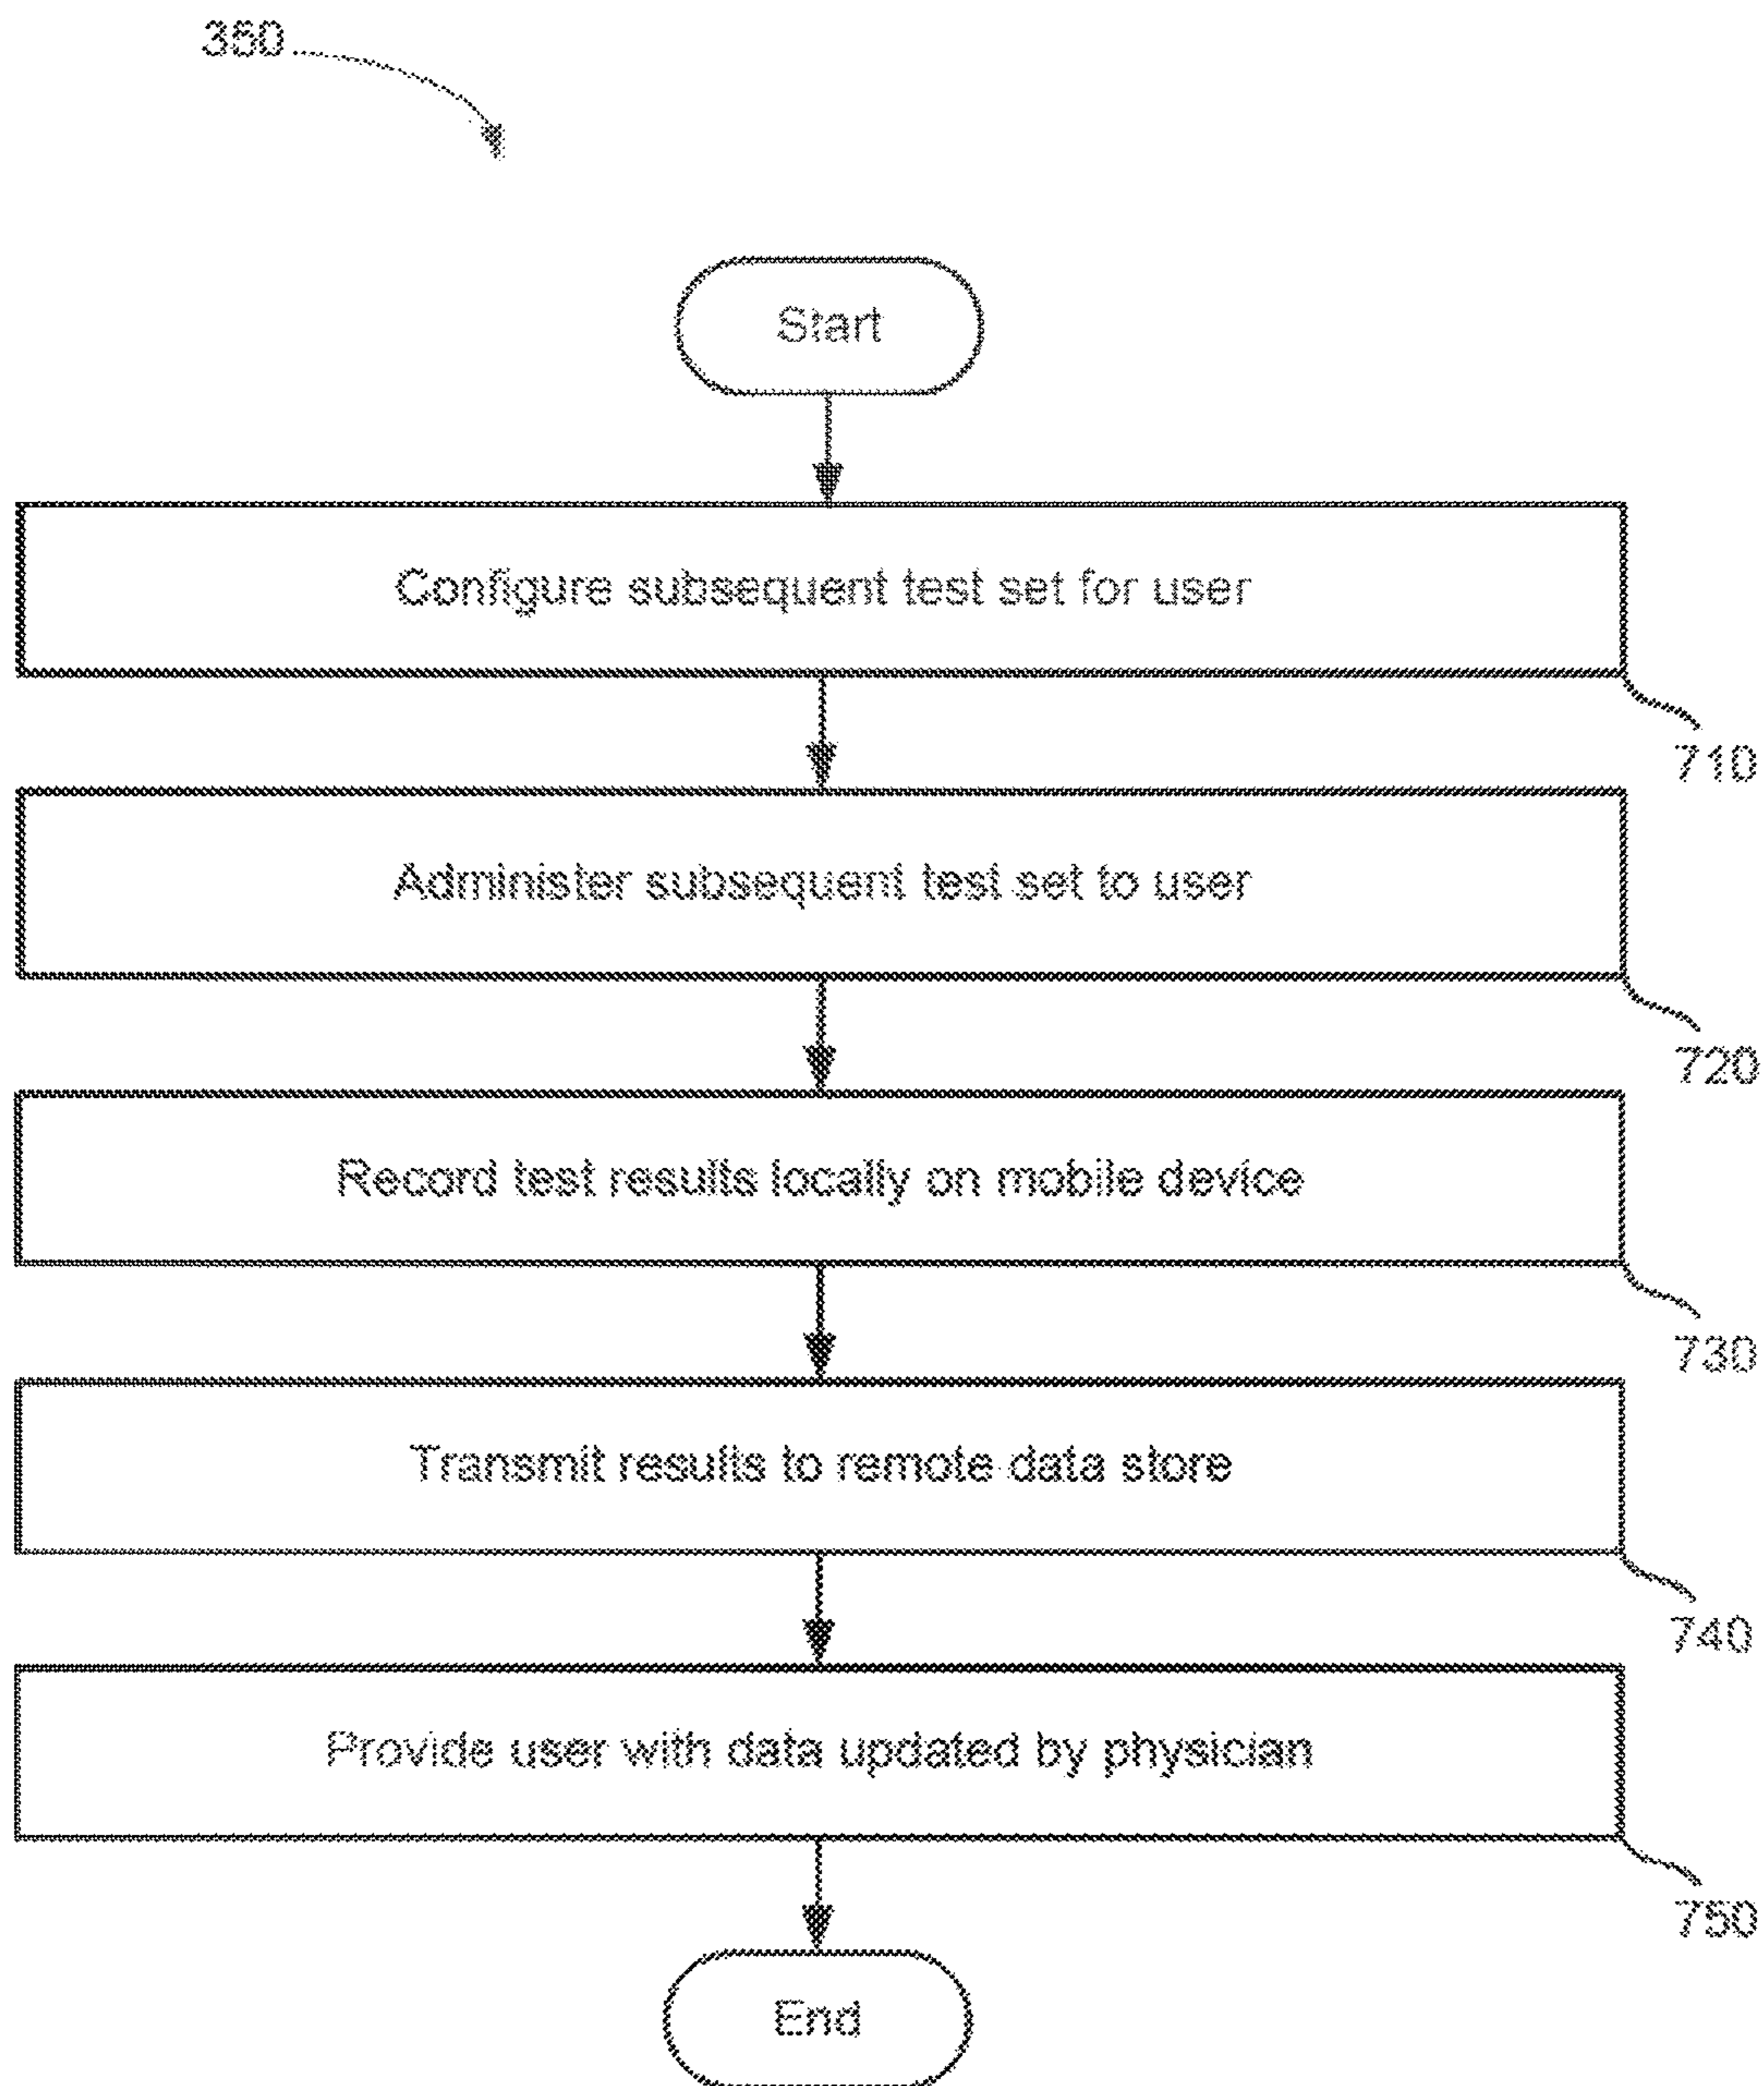 350
Start
Configure subsequent test set for user
710
Administer subsequent test set to user
720
Record test results locally on mobile device
730
Transmit results to remote data store
740
Provide user with data updated by physician
750
End